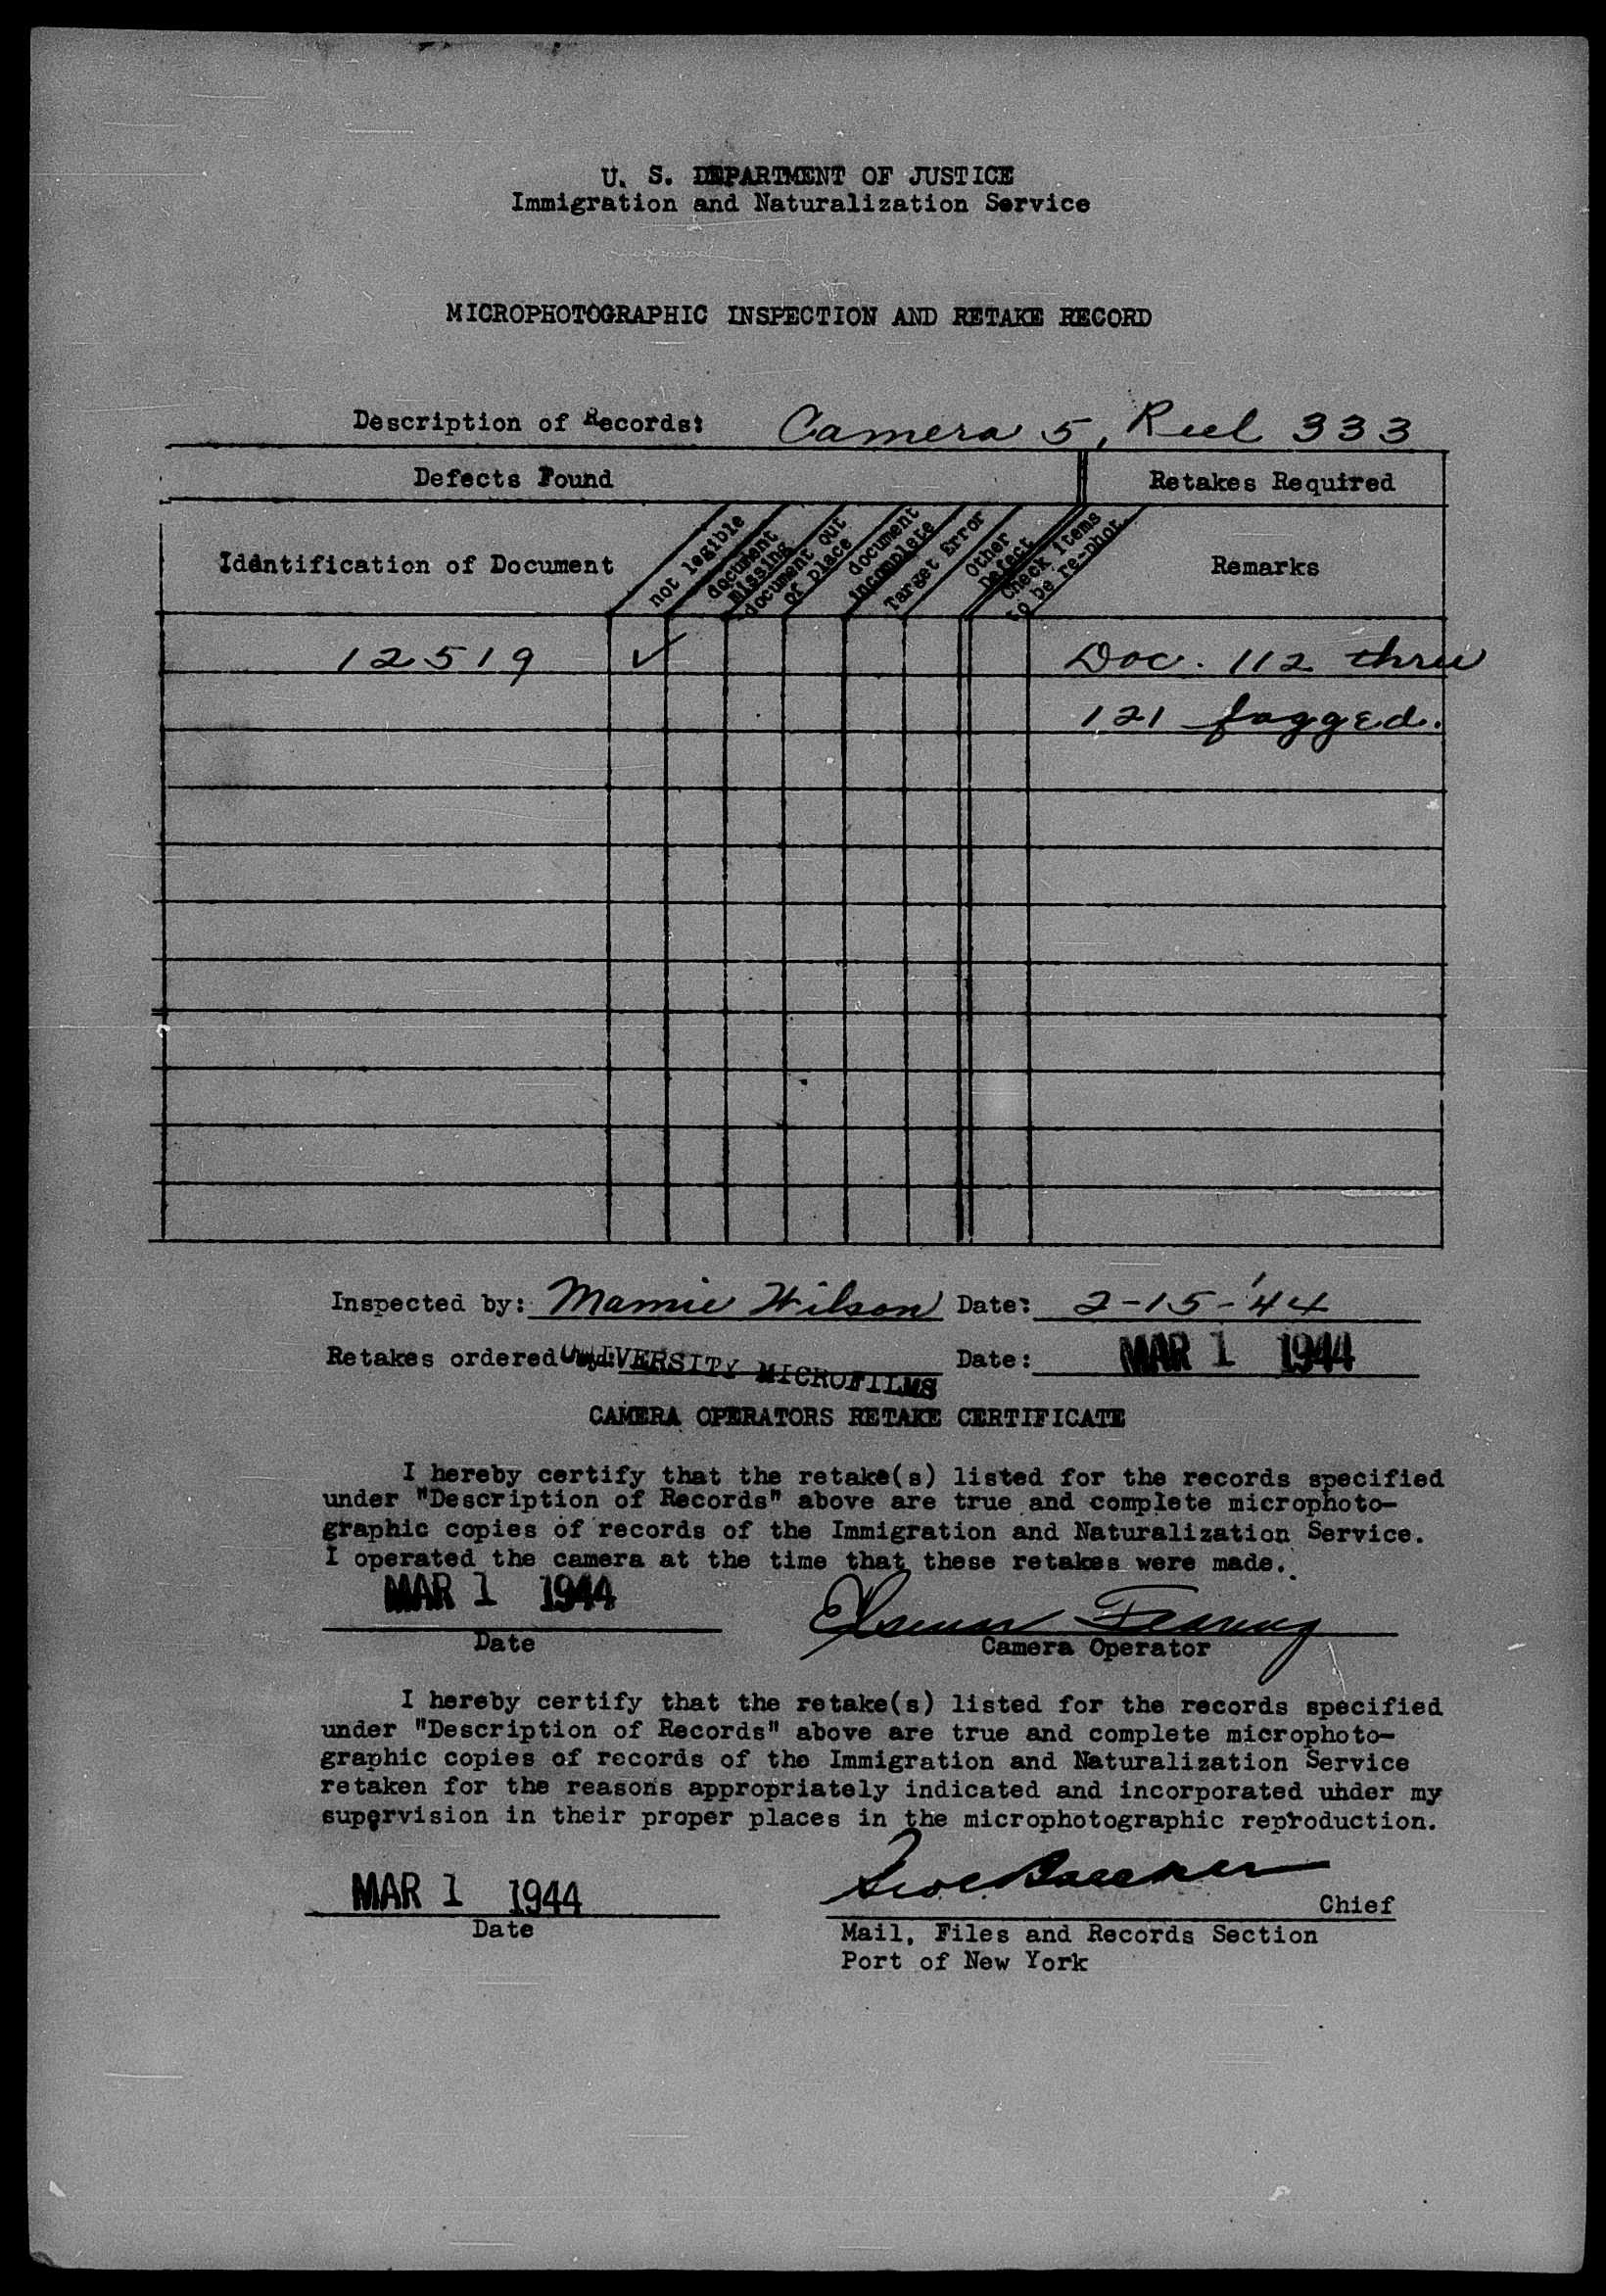 U. S. DEPARTMENT OF JUSTICE
Immigration and Naturalization Service
MICROPHOTOGRAPHIC INSPECTION AND RETAKE RECORD
Description of Records: Camera 5, Reel 333
Defects Found Retakes Required
Identification of Document
not legible
document missing
document out of place
document incomplete
Target Error
Other Defect
Check items to be re-phot.
Remarks
12519 ✓ Doc. 112 thru
121 fogged.
Inspected by: Mamie Wilson Date: 2-15-'44
Retakes ordered by: UNIVERSITY MICROFILMS Date: MAR 1 1944
CAMERA OPERATORS RETAKE CERTIFICATE
I hereby certify that the retake(s) listed for the records specified
under "Description of Records" above are true and complete microphoto-
graphic copies of records of the Immigration and Naturalization Service.
I operated the camera at the time that these retakes were made.
MAR 1 1944
Date Camera Operator
I hereby certify that the retake(s) listed for the records specified
under "Description of Records" above are true and complete microphoto-
graphic copies of records of the Immigration and Naturalization Service
retaken for the reasons appropriately indicated and incorporated under my
supervision in their proper places in the microphotographic reproduction.
MAR 1 1944 Chief
Date Mail, Files and Records Section
Port of New York